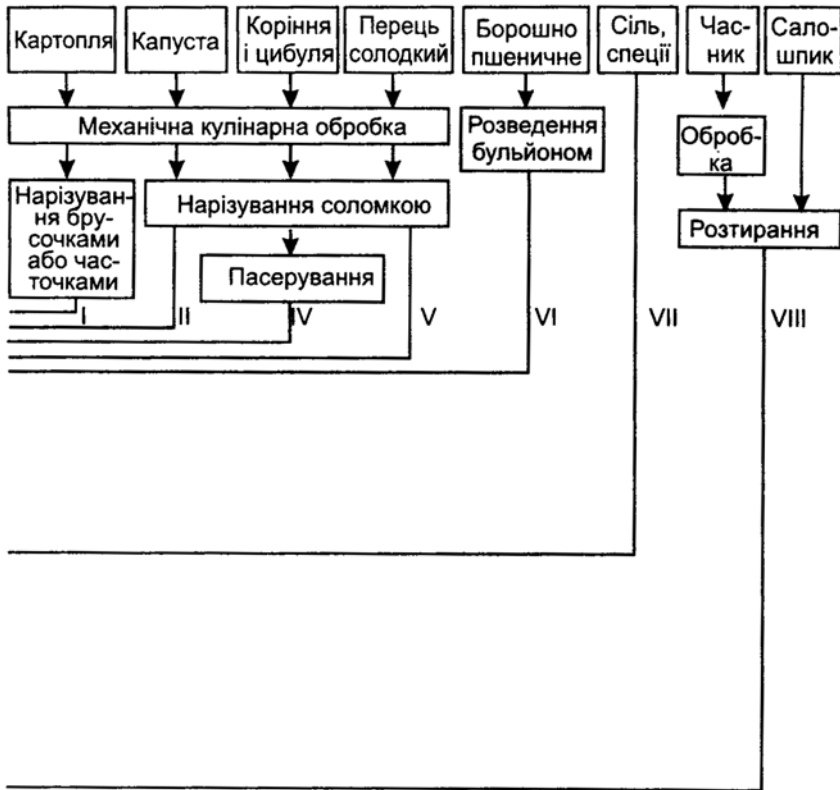 Картопля
Капуста
Коріння
і цибуля
Перець
солодкий
Борошно
пшеничне
Сіль,
спеції
Час-
ник
Сало-
шпик
Механічна кулінарна обробка
Розведення
бульйоном
Оброб-
ка
Нарізуван-
ня бру-
сочками
або час-
точками
Нарізування соломкою
Розтирання
Пасерування
I
II
IV
V
VI
VII
VIII